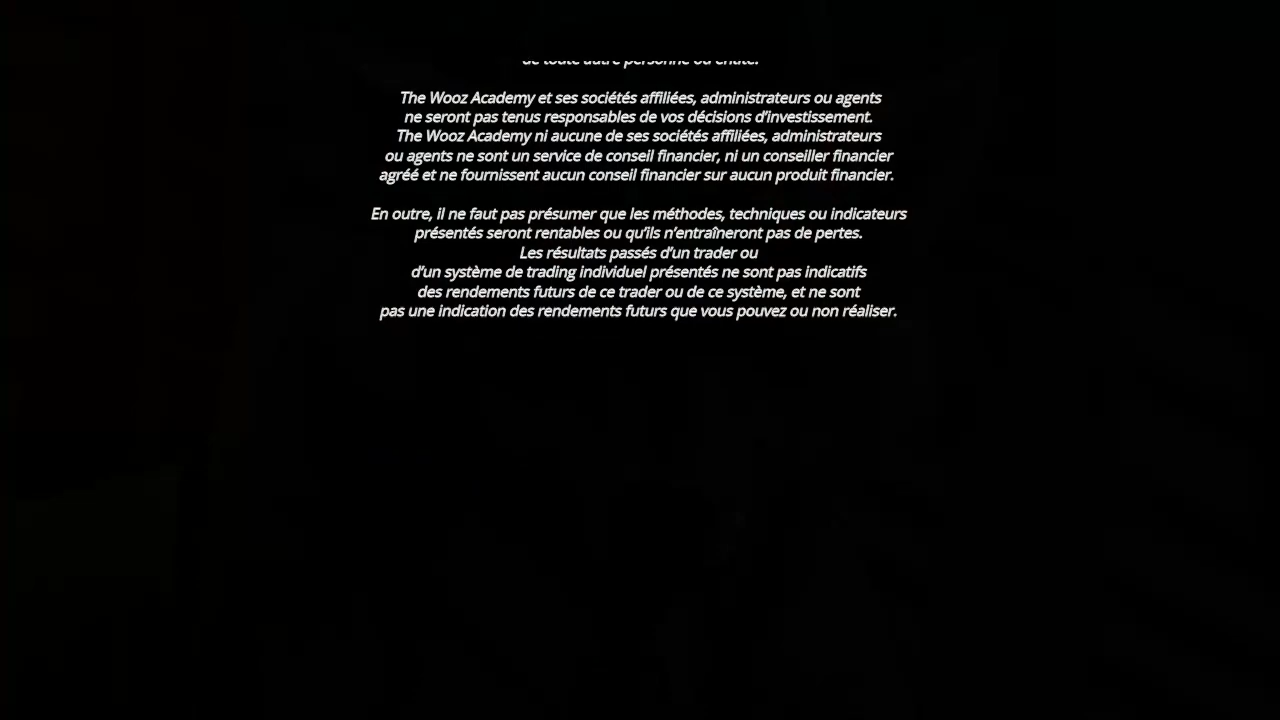 de toute autre personne ou entité.
The Wooz Academy et ses sociétés affiliées, administrateurs ou agents
ne seront pas tenus responsables de vos décisions d'investissement.
The Wooz Academy ni aucune de ses sociétés affiliées, administrateurs
ou agents ne sont un service de conseil financier, ni un conseiller financier
agréé et ne fournissent aucun conseil financier sur aucun produit financier.
En outre, il ne faut pas présumer que les méthodes, techniques ou indicateurs
présentés seront rentables ou qu'ils n'entraîneront pas de pertes.
Les résultats passés d'un trader ou
d'un système de trading individuel présentés ne sont pas indicatifs
des rendements futurs de ce trader ou de ce système, et ne sont
pas une indication des rendements futurs que vous pouvez ou non réaliser.